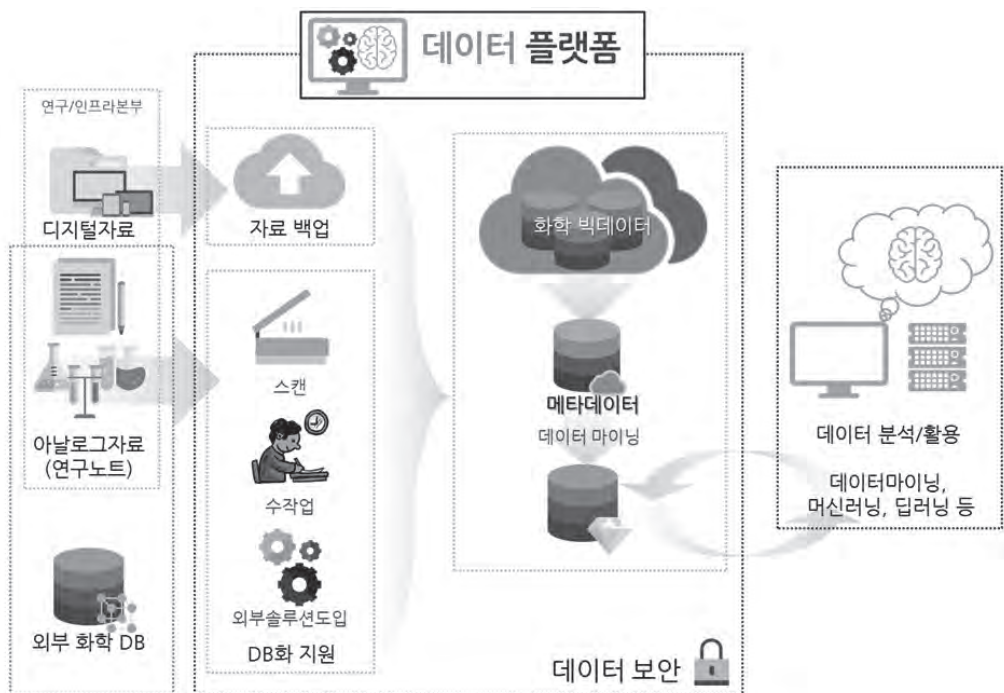 데이터 플랫폼
연구/인프라본부
디지털자료
아날로그자료
(연구노트)
외부 화학 DB
자료 백업
스캔
수작업
외부솔루션도입
DB화 지원
화학 빅데이터
메타데이터
데이터 마이닝
데이터 보안
데이터 분석/활용
데이터마이닝,
머신러닝, 딥러닝 등